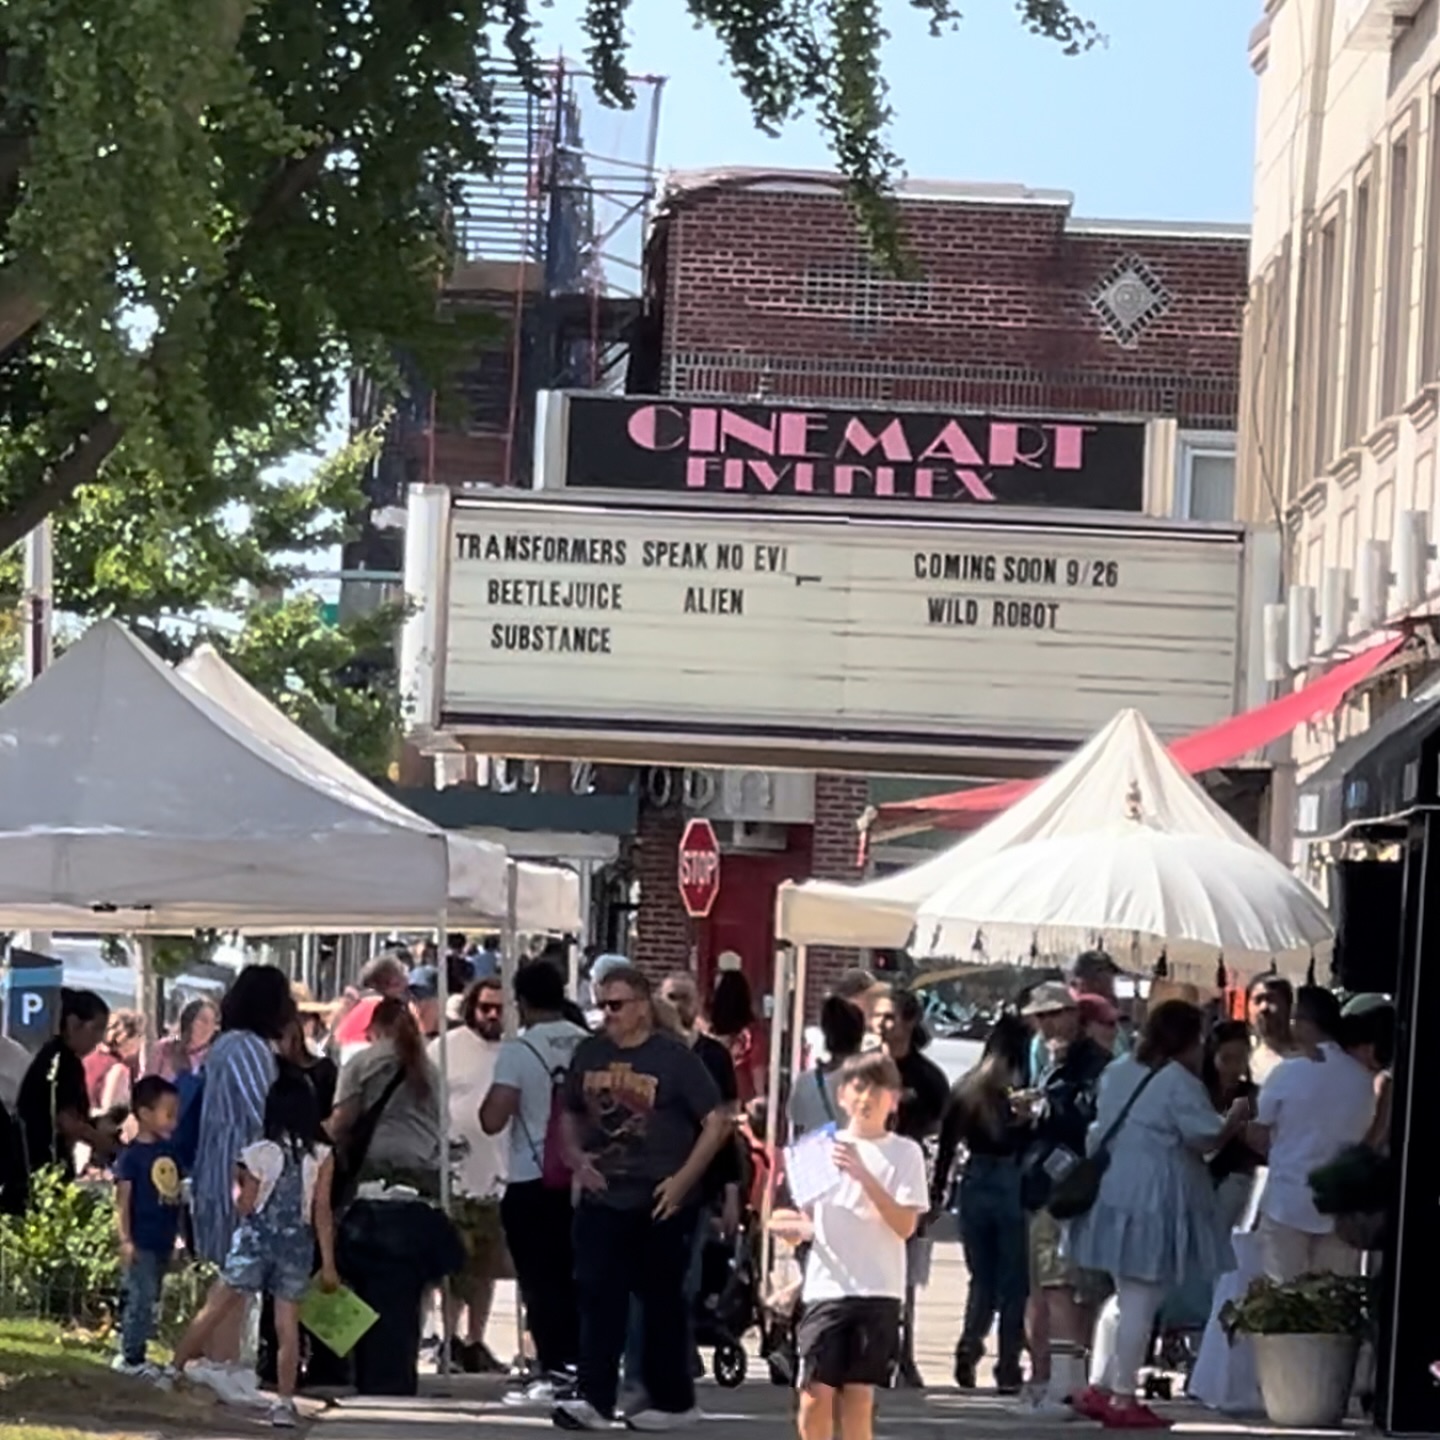 CINEMART
FIVEPLEX
TRANSFORMERS SPEAK NO EVI
BEETLEJUICE ALIEN
SUBSTANCE
COMING SOON 9/26
WILD ROBOT
STOP
P